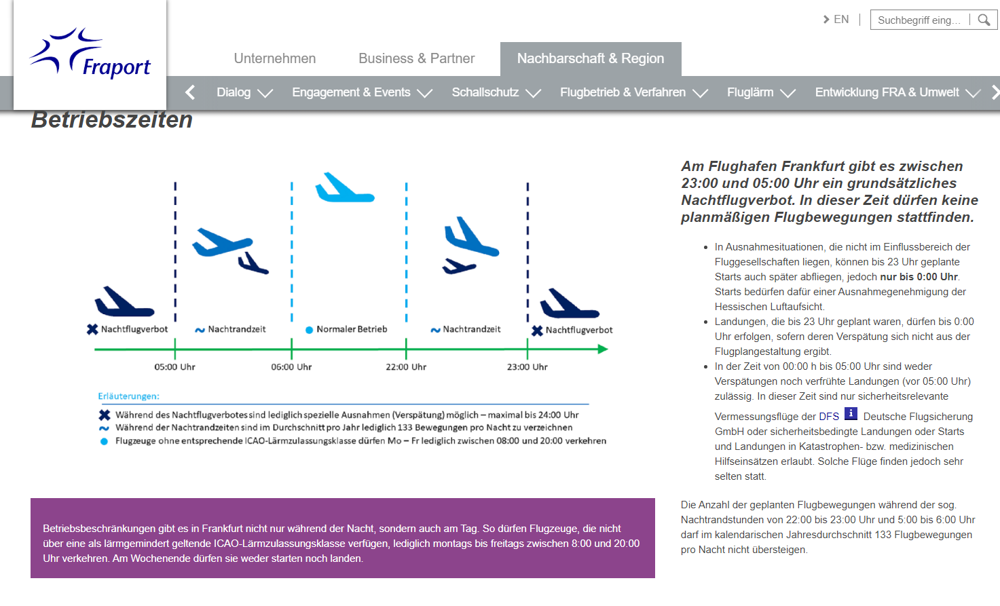 EN
Suchbegriff eing...
Fraport
Unternehmen
Business & Partner
Nachbarschaft & Region
Dialog
Engagement & Events
Schallschutz
Flugbetrieb & Verfahren
Fluglärm
Entwicklung FRA & Umwelt
Betriebszeiten
Nachtflugverbot
Nachtrandzeit
Normaler Betrieb
Nachtrandzeit
Nachtflugverbot
05:00 Uhr
06:00 Uhr
22:00 Uhr
23:00 Uhr
Erläuterungen:
Während des Nachtflugverbotes sind lediglich spezielle Ausnahmen (Verspätung) möglich – maximal bis 24:00 Uhr
Während der Nachtrandzeiten sind im Durchschnitt pro Jahr lediglich 133 Bewegungen pro Nacht zu verzeichnen
Flugzeuge ohne entsprechende ICAO-Lärmzulassungsklasse dürfen Mo – Fr lediglich zwischen 08:00 und 20:00 verkehren
Betriebsbeschränkungen gibt es in Frankfurt nicht nur während der Nacht, sondern auch am Tag. So dürfen Flugzeuge, die nicht
über eine als lärmgemindert geltende ICAO-Lärmzulassungsklasse verfügen, lediglich montags bis freitags zwischen 8:00 und 20:00
Uhr verkehren. Am Wochenende dürfen sie weder starten noch landen.
Am Flughafen Frankfurt gibt es zwischen
23:00 und 05:00 Uhr ein grundsätzliches
Nachtflugverbot. In dieser Zeit dürfen keine
planmäßigen Flugbewegungen stattfinden.
In Ausnahmesituationen, die nicht im Einflussbereich der
Fluggesellschaften liegen, können bis 23 Uhr geplante
Starts auch später abfliegen, jedoch nur bis 0:00 Uhr.
Starts bedürfen dafür einer Ausnahmegenehmigung der
Hessischen Luftaufsicht.
Landungen, die bis 23 Uhr geplant waren, dürfen bis 0:00
Uhr erfolgen, sofern deren Verspätung sich nicht aus der
Flugplangestaltung ergibt.
In der Zeit von 00:00 h bis 05:00 Uhr sind weder
Verspätungen noch verfrühte Landungen (vor 05:00 Uhr)
zulässig. In dieser Zeit sind nur sicherheitsrelevante
Vermessungsflüge der DFS i Deutsche Flugsicherung
GmbH oder sicherheitsbedingte Landungen oder Starts
und Landungen in Katastrophen- bzw. medizinischen
Hilfseinsätzen erlaubt. Solche Flüge finden jedoch sehr
selten statt.
Die Anzahl der geplanten Flugbewegungen während der sog.
Nachtrandstunden von 22:00 bis 23:00 Uhr und 5:00 bis 6:00 Uhr
darf im kalendarischen Jahresdurchschnitt 133 Flugbewegungen
pro Nacht nicht übersteigen.